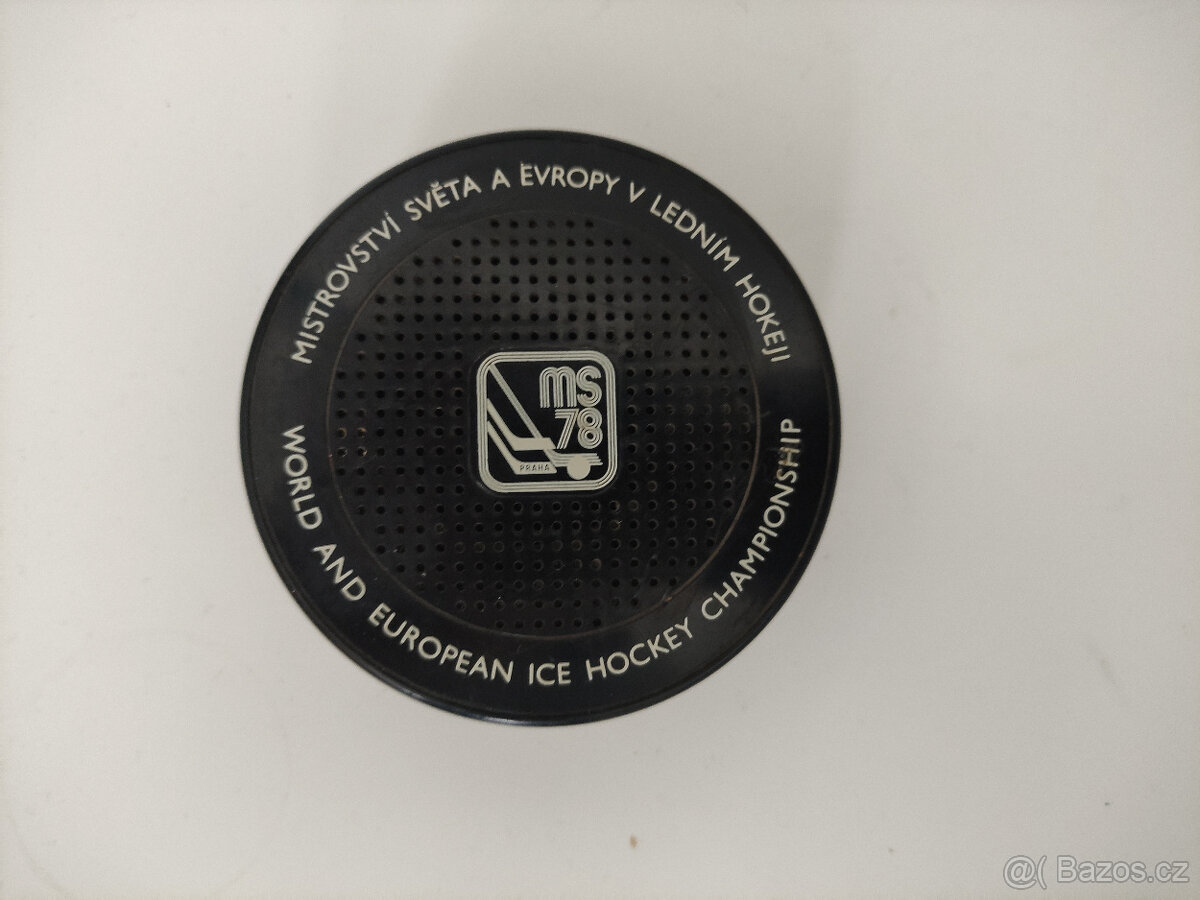 MISTROVSTVÍ SVĚTA A EVROPY V LEDNÍM HOKEJI
MS
78
PRAHA
WORLD AND EUROPEAN ICE HOCKEY CHAMPIONSHIP
@( Bazos.cz